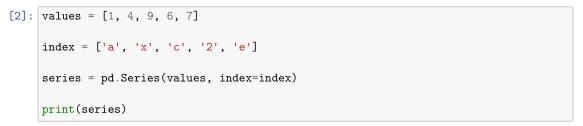 [2]: values = [1, 4, 9, 6, 7]
index = ['a', 'x', 'c', '2', 'e']
series = pd.Series(values, index=index)
print(series)